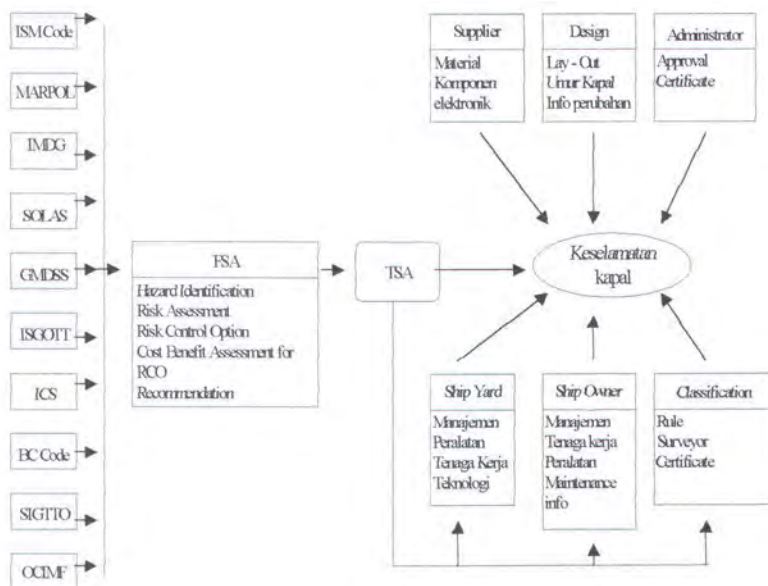 ISM Code
MARPOL
IMDG
SOLAS
GMDSS
ISGOTT
ICS
BC Code
SIGTTO
OCIMF
FSA
Hazard Identification
Risk Assessment
Risk Control Option
Cost Benefit Assessment for
RCO
Recommendation
TSA
Supplier
Material
Komponen
elektronik
Design
Lay - Out
Umur Kapal
Info perubahan
Administrator
Approval
Certificate
Keselamatan
kapal
Ship Yard
Manajemen
Peralatan
Tenaga Kerja
Teknologi
Ship Owner
Manajemen
Tenaga kerja
Peralatan
Maintenance
info
Classification
Rule
Surveyor
Certificate